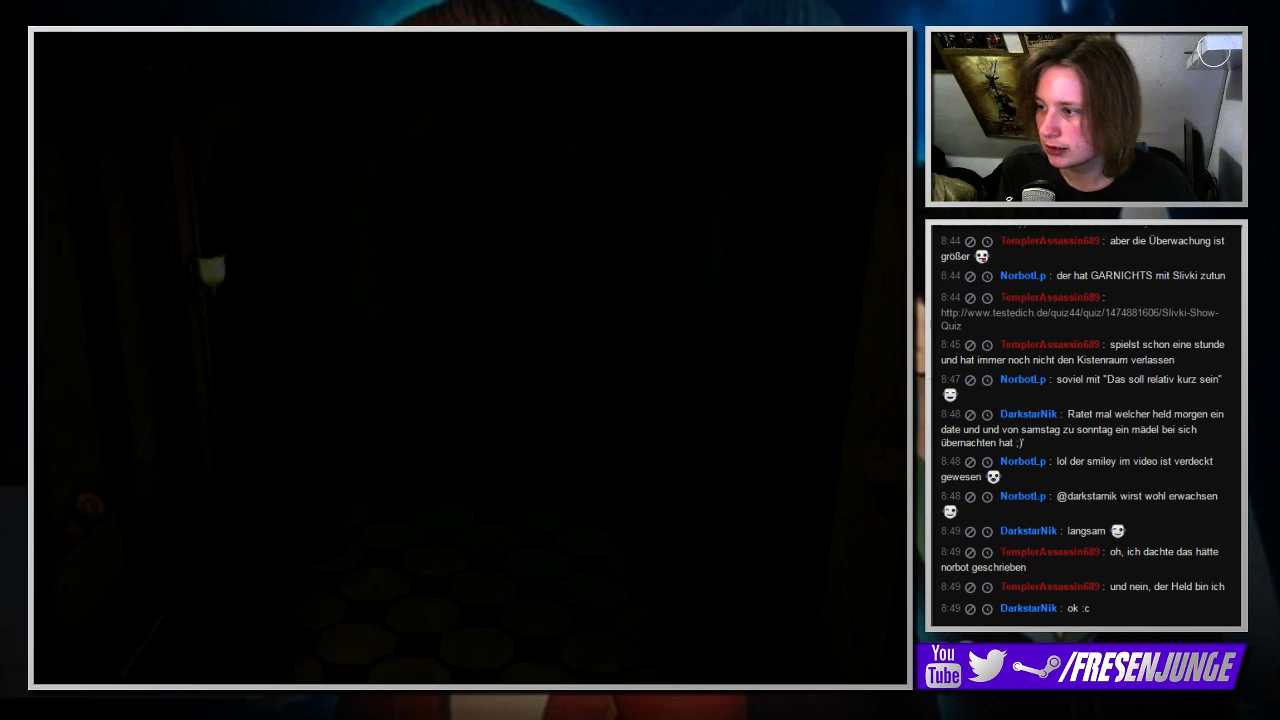 8:44 TemplerAssassin689 : aber die Überwachung ist
größer
8:44 NorbotLp : der hat GARNICHTS mit Slivki zutun
8:44 TemplerAssassin689 :
http://www.testedich.de/quiz44/quiz/1474881606/Slivki-Show-
Quiz
8:45 TemplerAssassin689 : spielst schon eine stunde
und hat immer noch nicht den Kistenraum verlassen
8:47 NorbotLp : soviel mit "Das soll relativ kurz sein"
8:48 DarkstarNik : Ratet mal welcher held morgen ein
date und und von samstag zu sonntag ein mädel bei sich
übernachten hat ;)'
8:48 NorbotLp : lol der smiley im video ist verdeckt
gewesen
8:48 NorbotLp : @darkstarnik wirst wohl erwachsen
8:49 DarkstarNik : langsam
8:49 TemplerAssassin689 : oh, ich dachte das hätte
norbot geschrieben
8:49 TemplerAssassin689 : und nein, der Held bin ich
8:49 DarkstarNik : ok :c
You
Tube
/FRESENJUNGE